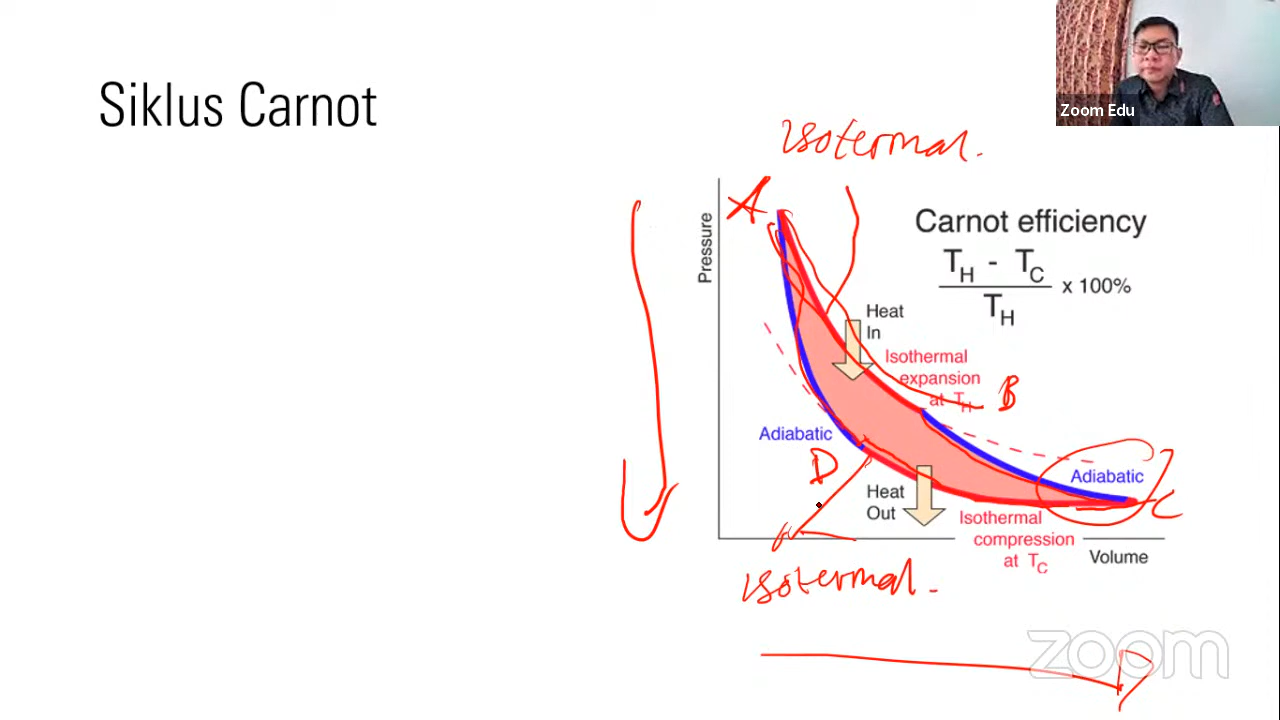 Zoom Edu
Siklus Carnot
isotermal.
A
Pressure
Carnot efficiency
T_H - T_C
T_H
x 100%
Heat
In
Isothermal
expansion
at T_H
B
Adiabatic
D
Adiabatic
C
Heat
Out
Isothermal
compression
at T_C
Volume
isotermal.
zoom